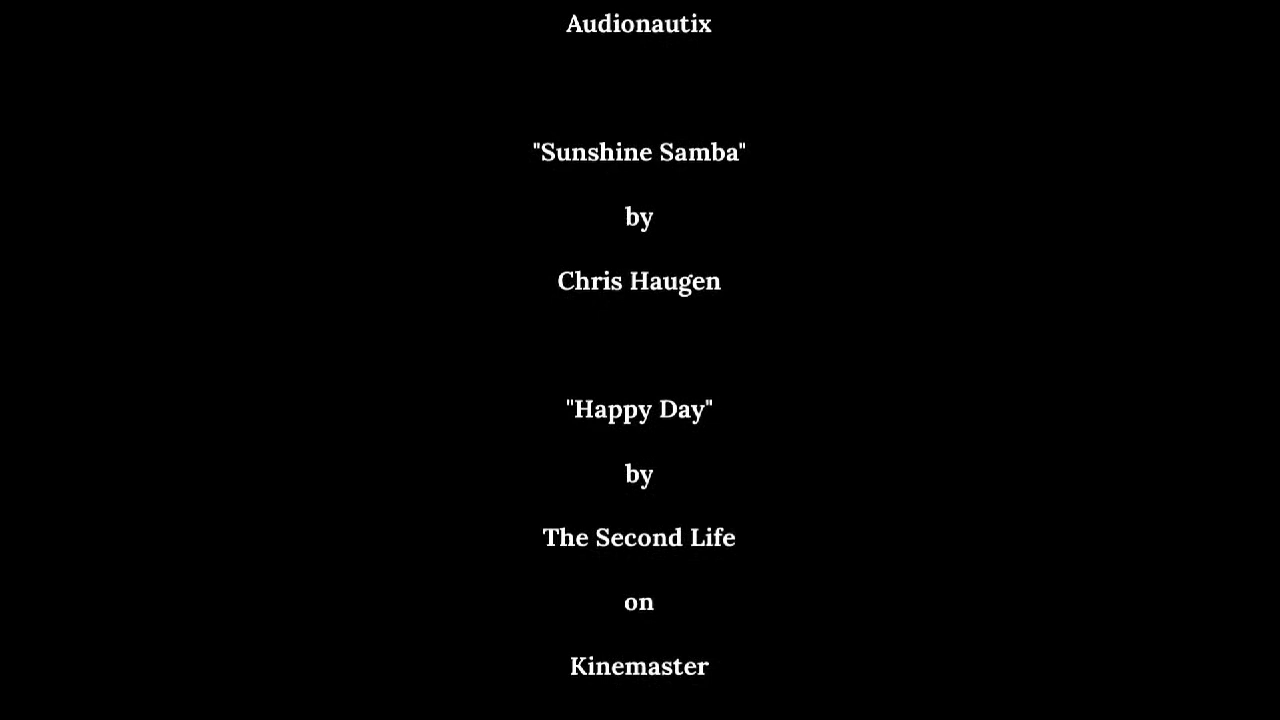 Audionautix
"Sunshine Samba"
by
Chris Haugen
"Happy Day"
by
The Second Life
on
Kinemaster